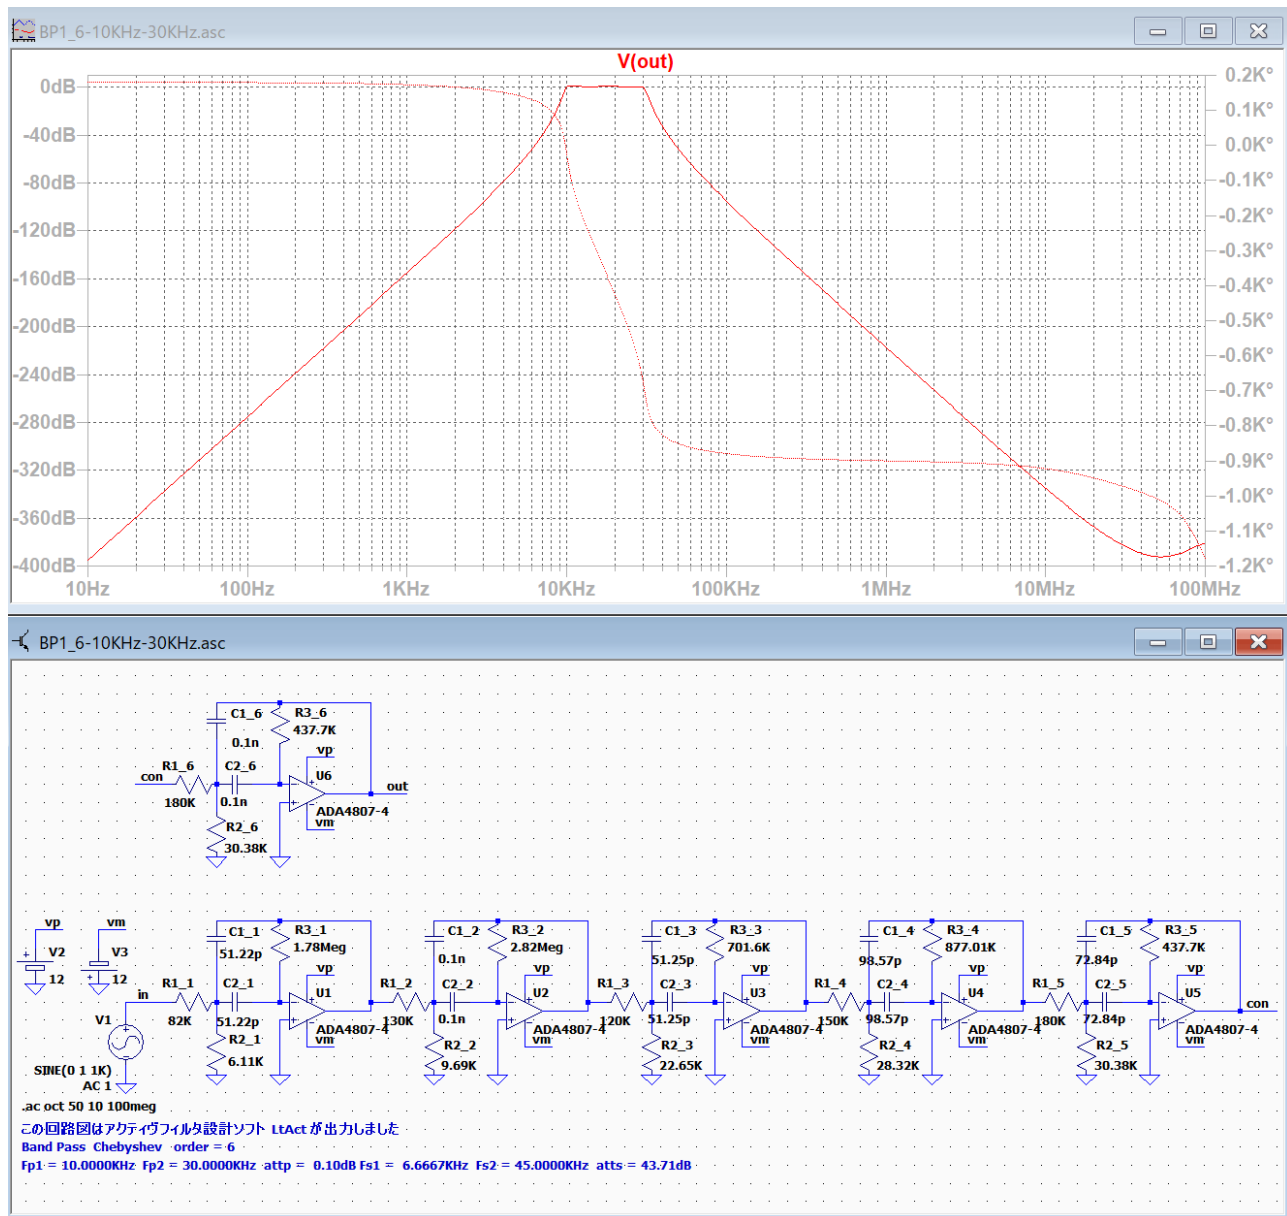 BP1_6-10KHz-30KHz.asc
V(out)
0dB
-40dB
-80dB
-120dB
-160dB
-200dB
-240dB
-280dB
-320dB
-360dB
-400dB
0.2K°
0.1K°
0.0K°
-0.1K°
-0.2K°
-0.3K°
-0.4K°
-0.5K°
-0.6K°
-0.7K°
-0.8K°
-0.9K°
-1.0K°
-1.1K°
-1.2K°
10Hz 100Hz 1KHz 10KHz 100KHz 1MHz 10MHz 100MHz
BP1_6-10KHz-30KHz.asc
C1_6 R3_6
437.7K
0.1n
vp
R1_6 C2_6
con
U6
out
180K 0.1n
ADA4807-4
vm
R2_6
30.38K
vp vm
V2 V3
12 12
in
V1
SINE(0 1 1K)
AC 1
C1_1 R3_1
51.22p 1.78Meg
vp
R1_1 C2_1 U1
82K 51.22p ADA4807-4
vm
R2_1
6.11K
C1_2 R3_2
0.1n 2.82Meg
vp
R1_2 C2_2 U2
130K 0.1n ADA4807-4
vm
R2_2
9.69K
C1_3 R3_3
51.25p 701.6K
vp
R1_3 C2_3 U3
120K 51.25p ADA4807-4
vm
R2_3
22.65K
C1_4 R3_4
98.57p 877.01K
vp
R1_4 C2_4 U4
150K 98.57p ADA4807-4
vm
R2_4
28.32K
C1_5 R3_5
72.84p 437.7K
vp
R1_5 C2_5 U5
con
180K 72.84p ADA4807-4
vm
R2_5
30.38K
.ac oct 50 10 100meg
この回路図はアクティヴフィルタ設計ソフト LtAct が出力しました
Band Pass Chebyshev order = 6
Fp1 = 10.0000KHz Fp2 = 30.0000KHz attp = 0.10dB Fs1 = 6.6667KHz Fs2 = 45.0000KHz atts = 43.71dB